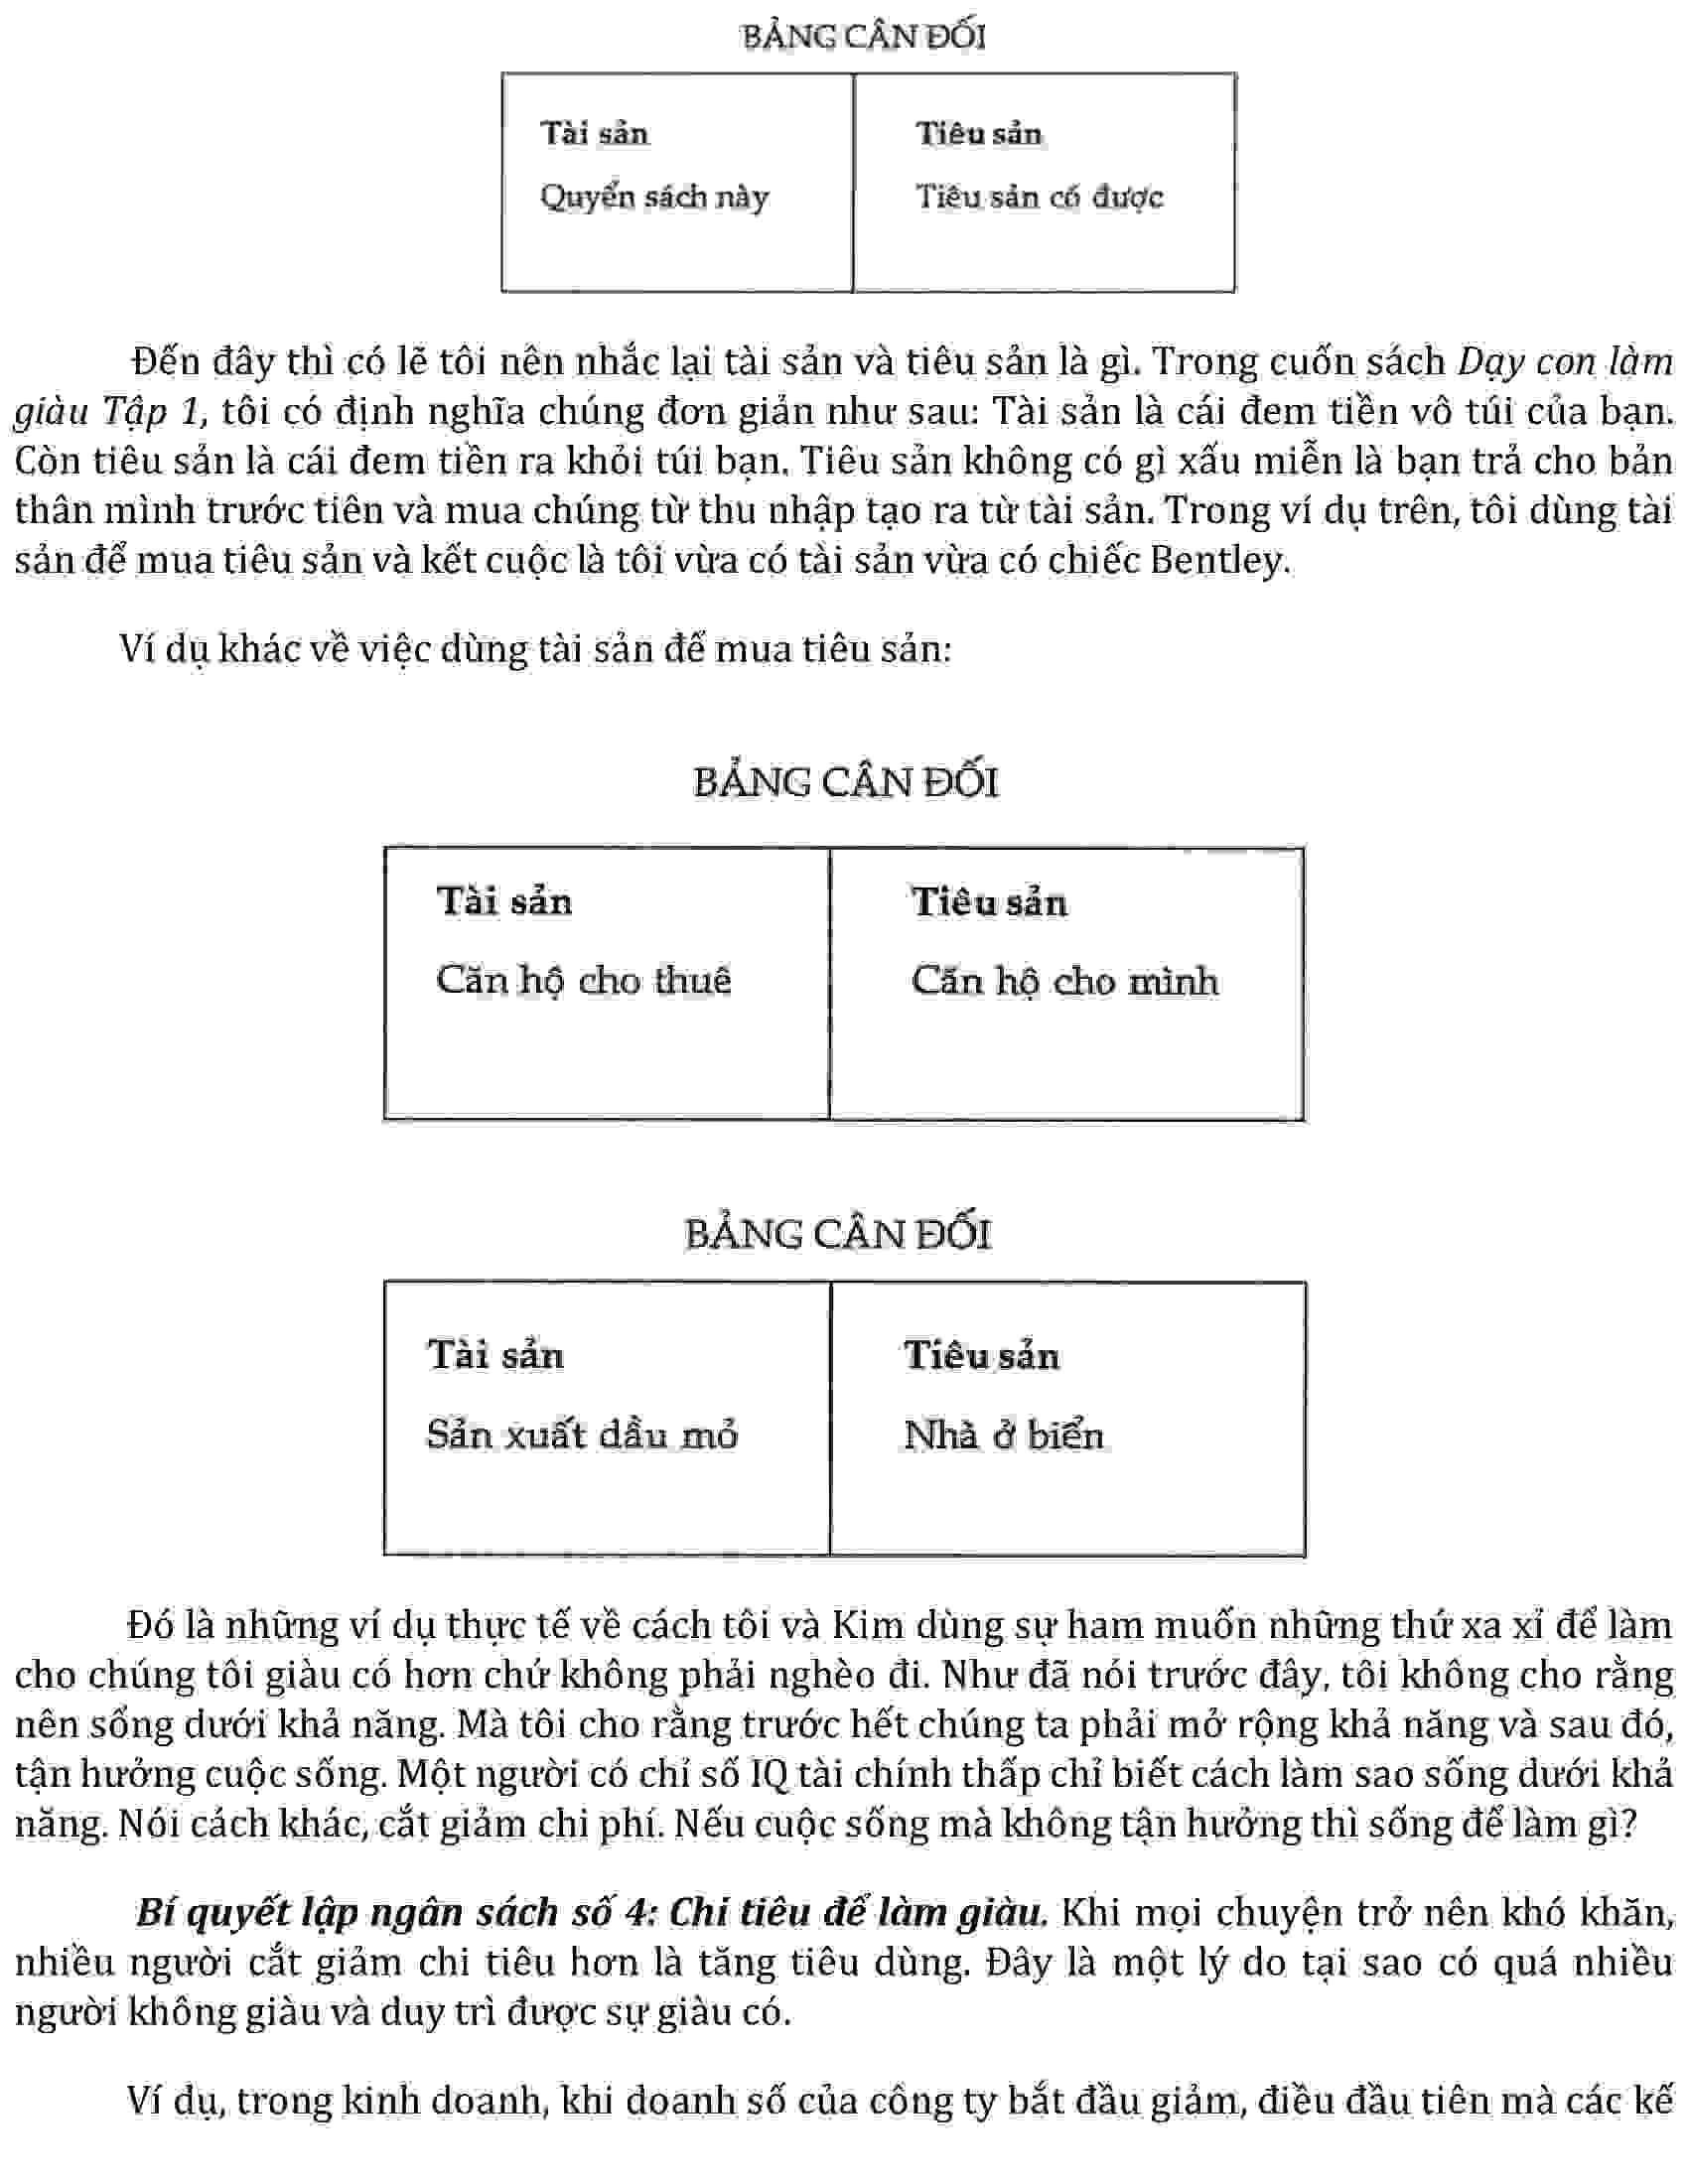 BẢNG CÂN ĐỐI
Tài sản Tiêu sản
Quyển sách này Tiêu sản có được
Đến đây thì có lẽ tôi nên nhắc lại tài sản và tiêu sản là gì. Trong cuốn sách Dạy con làm
giàu Tập 1, tôi có định nghĩa chúng đơn giản như sau: Tài sản là cái đem tiền vô túi của bạn.
Còn tiêu sản là cái đem tiền ra khỏi túi bạn. Tiêu sản không có gì xấu miễn là bạn trả cho bản
thân mình trước tiên và mua chúng từ thu nhập tạo ra từ tài sản. Trong ví dụ trên, tôi dùng tài
sản để mua tiêu sản và kết cuộc là tôi vừa có tài sản vừa có chiếc Bentley.
Ví dụ khác về việc dùng tài sản để mua tiêu sản:
BẢNG CÂN ĐỐI
Tài sản Tiêu sản
Căn hộ cho thuê Căn hộ cho mình
BẢNG CÂN ĐỐI
Tài sản Tiêu sản
Sản xuất dầu mỏ Nhà ở biển
Đó là những ví dụ thực tế về cách tôi và Kim dùng sự ham muốn những thứ xa xỉ để làm
cho chúng tôi giàu có hơn chứ không phải nghèo đi. Như đã nói trước đây, tôi không cho rằng
nên sống dưới khả năng. Mà tôi cho rằng trước hết chúng ta phải mở rộng khả năng và sau đó,
tận hưởng cuộc sống. Một người có chỉ số IQ tài chính thấp chỉ biết cách làm sao sống dưới khả
năng. Nói cách khác, cắt giảm chi phí. Nếu cuộc sống mà không tận hưởng thì sống để làm gì?
Bí quyết lập ngân sách số 4: Chi tiêu để làm giàu. Khi mọi chuyện trở nên khó khăn,
nhiều người cắt giảm chi tiêu hơn là tăng tiêu dùng. Đây là một lý do tại sao có quá nhiều
người không giàu và duy trì được sự giàu có.
Ví dụ, trong kinh doanh, khi doanh số của công ty bắt đầu giảm, điều đầu tiên mà các kế